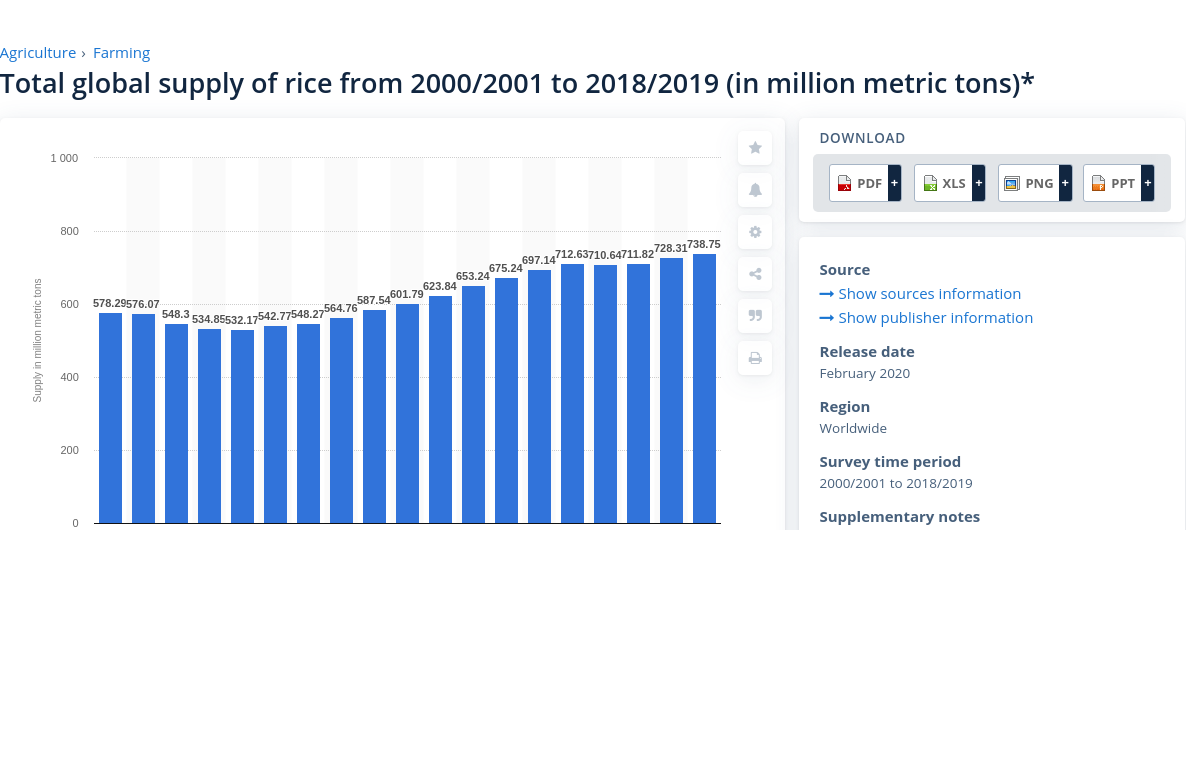 Agriculture › Farming
Total global supply of rice from 2000/2001 to 2018/2019 (in million metric tons)*
1 000
800
600
400
200
0
Supply in million metric tons
578.29
576.07
548.3
534.85
532.17
542.77
548.27
564.76
587.54
601.79
623.84
653.24
675.24
697.14
712.63
710.64
711.82
728.31
738.75
DOWNLOAD
PDF + XLS + PNG + PPT +
Source
Show sources information
Show publisher information
Release date
February 2020
Region
Worldwide
Survey time period
2000/2001 to 2018/2019
Supplementary notes